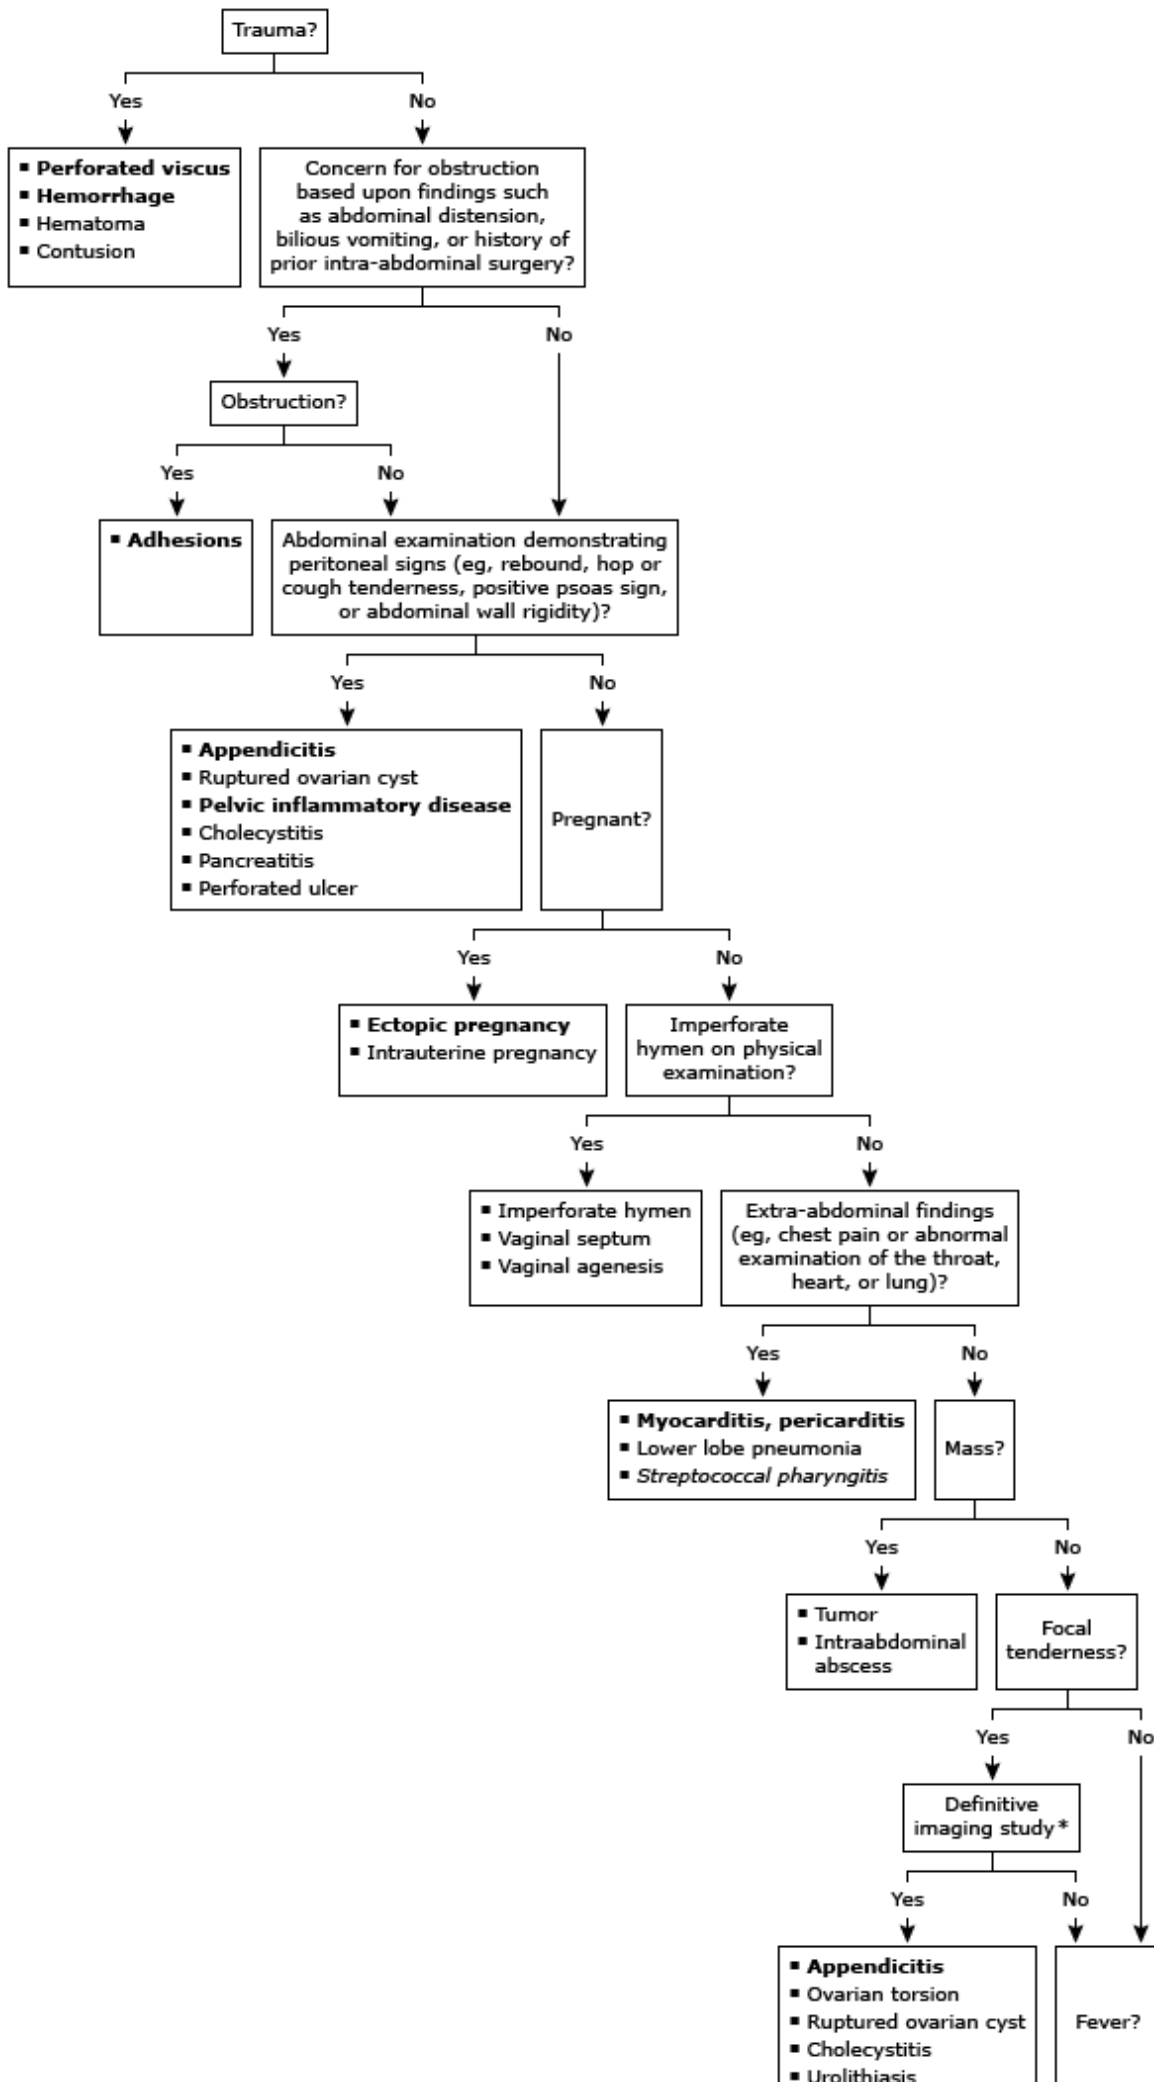 Trauma?
Yes
No
▪ Perforated viscus
▪ Hemorrhage
▪ Hematoma
▪ Contusion
Concern for obstruction
based upon findings such
as abdominal distension,
bilious vomiting, or history of
prior intra-abdominal surgery?
Yes
No
Obstruction?
Yes
No
▪ Adhesions
Abdominal examination demonstrating
peritoneal signs (eg, rebound, hop or
cough tenderness, positive psoas sign,
or abdominal wall rigidity)?
Yes
No
▪ Appendicitis
▪ Ruptured ovarian cyst
▪ Pelvic inflammatory disease
▪ Cholecystitis
▪ Pancreatitis
▪ Perforated ulcer
Pregnant?
Yes
No
▪ Ectopic pregnancy
▪ Intrauterine pregnancy
Imperforate
hymen on physical
examination?
Yes
No
▪ Imperforate hymen
▪ Vaginal septum
▪ Vaginal agenesis
Extra-abdominal findings
(eg, chest pain or abnormal
examination of the throat,
heart, or lung)?
Yes
No
▪ Myocarditis, pericarditis
▪ Lower lobe pneumonia
▪ Streptococcal pharyngitis
Mass?
Yes
No
▪ Tumor
▪ Intraabdominal
abscess
Focal
tenderness?
Yes
No
Definitive
imaging study*
Yes
No
▪ Appendicitis
▪ Ovarian torsion
▪ Ruptured ovarian cyst
▪ Cholecystitis
▪ Urolithiasis
Fever?